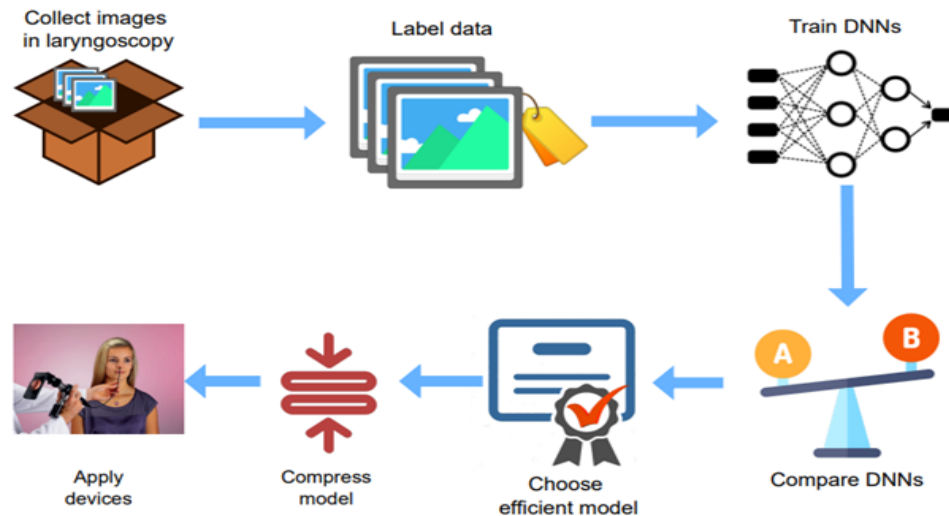 Collect images
in laryngoscopy
Label data
Train DNNs
A
B
Compare DNNs
Choose
efficient model
Compress
model
Apply
devices